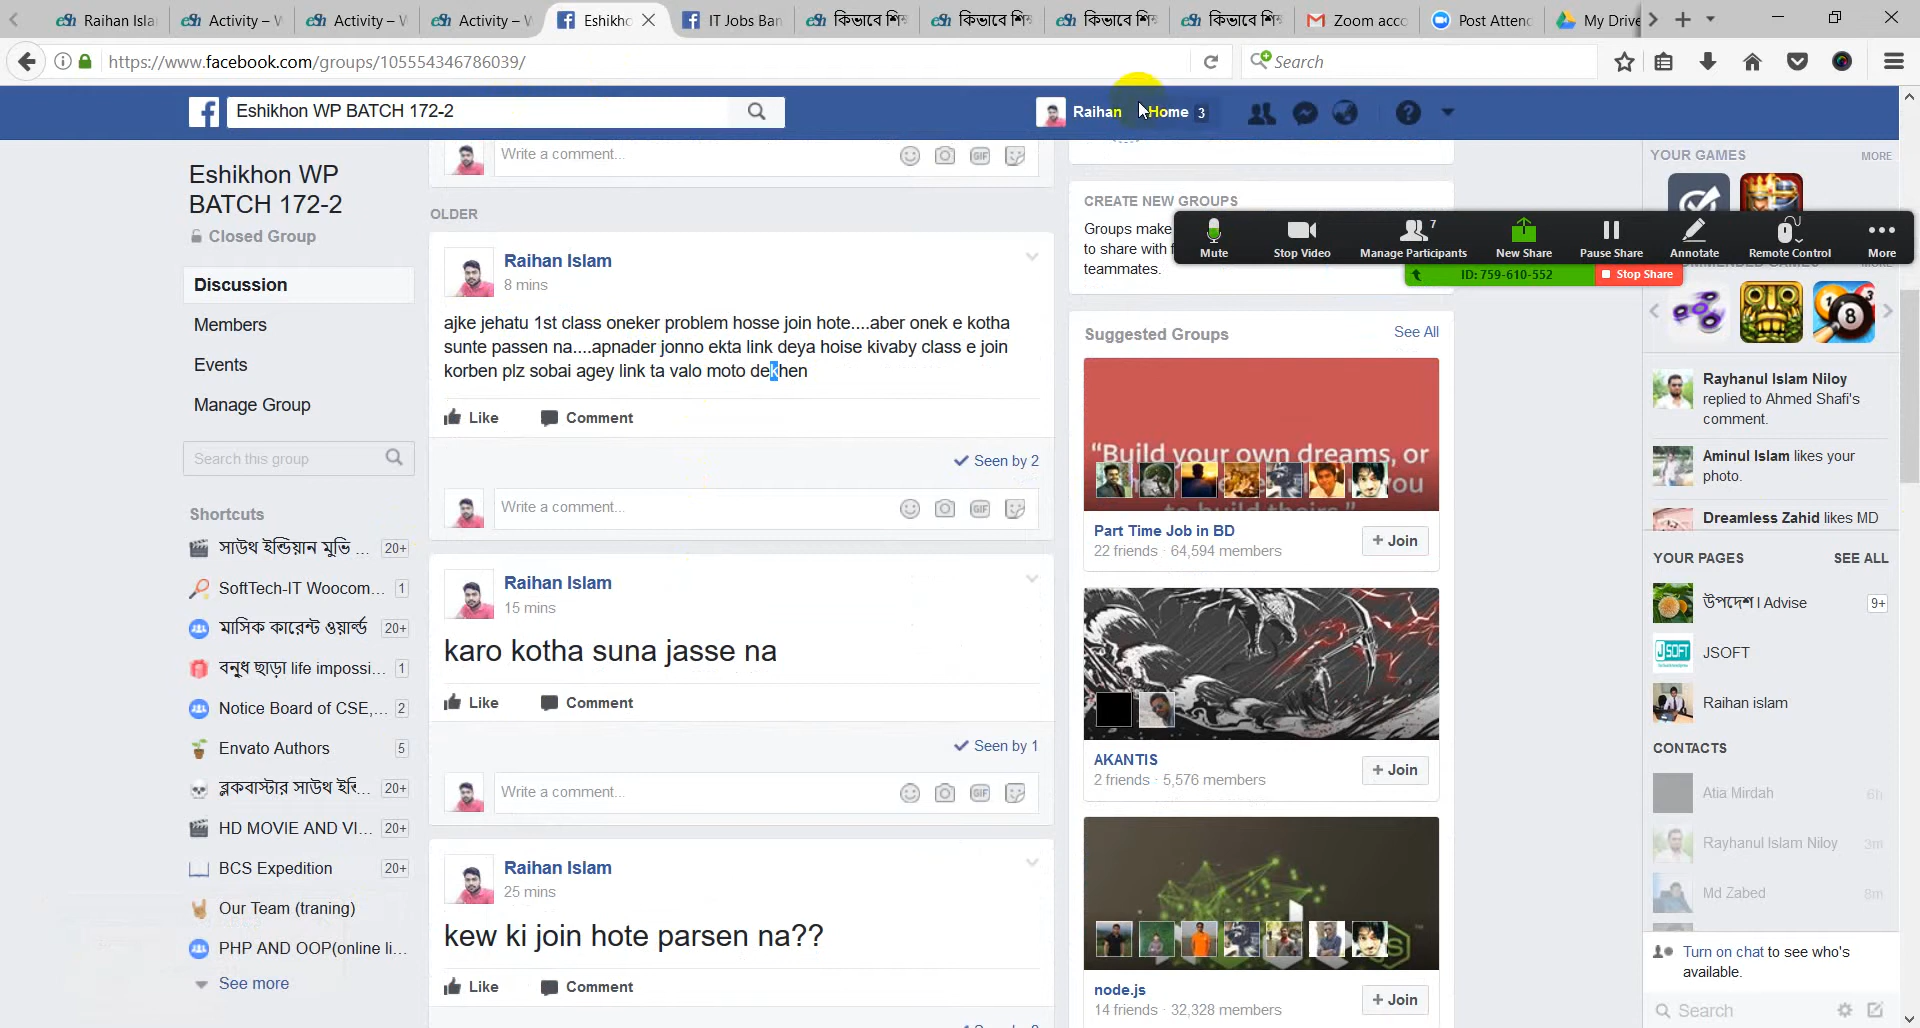 Raihan Isla
Activity – V
Activity – V
Activity – V
Eshikho
IT Jobs Ban
কিভাবে শি
কিভাবে শি
কিভাবে শি
কিভাবে শি
Zoom acco
Post Attend
My Drive
https://www.facebook.com/groups/105554346786039/
Search
Eshikhon WP BATCH 172-2
Raihan
Home 3
Eshikhon WP
BATCH 172-2
Closed Group
Discussion
Members
Events
Manage Group
Search this group
Shortcuts
সাউথ ইন্ডিয়ান মুভি ... 20+
SoftTech-IT Woocom... 1
মাসিক কারেন্ট ওয়ার্ল্ড 20+
বন্ধু ছাড়া life impossi... 1
Notice Board of CSE,... 2
Envato Authors 5
ব্লকবাস্টার সাউথ ইন্ডি... 20+
HD MOVIE AND VI... 20+
BCS Expedition 20+
Our Team (traning)
PHP AND OOP(online li...
See more
Write a comment...
GIF
OLDER
Raihan Islam
8 mins
ajke jehatu 1st class oneker problem hosse join hote....aber onek e kotha
sunte passen na....apnader jonno ekta link deya hoise kivaby class e join
korben plz sobai agey link ta valo moto dekhen
Like Comment
Seen by 2
Write a comment...
GIF
Raihan Islam
15 mins
karo kotha suna jasse na
Like Comment
Seen by 1
Write a comment...
GIF
Raihan Islam
25 mins
kew ki join hote parsen na??
Like Comment
CREATE NEW GROUPS
Groups make
to share with f
teammates.
Mute
Stop Video
7
Manage Participants
New Share
Pause Share
Annotate
Remote Control
More
ID: 759-610-552
Stop Share
Suggested Groups
See All
“Build your own dreams, or
Part Time Job in BD
22 friends · 64,594 members
+ Join
AKANTIS
2 friends · 5,576 members
+ Join
node.js
14 friends · 32,328 members
+ Join
YOUR GAMES
MORE
8
Rayhanul Islam Niloy
replied to Ahmed Shafi's
comment.
Aminul Islam likes your
photo.
Dreamless Zahid likes MD
YOUR PAGES
SEE ALL
উপদেশ l Advise 9+
JSOFT
JSOFT
Raihan islam
CONTACTS
Atia Mirdah 6h
Rayhanul Islam Niloy 3m
Md Zabed 8m
Turn on chat to see who's
available.
Search